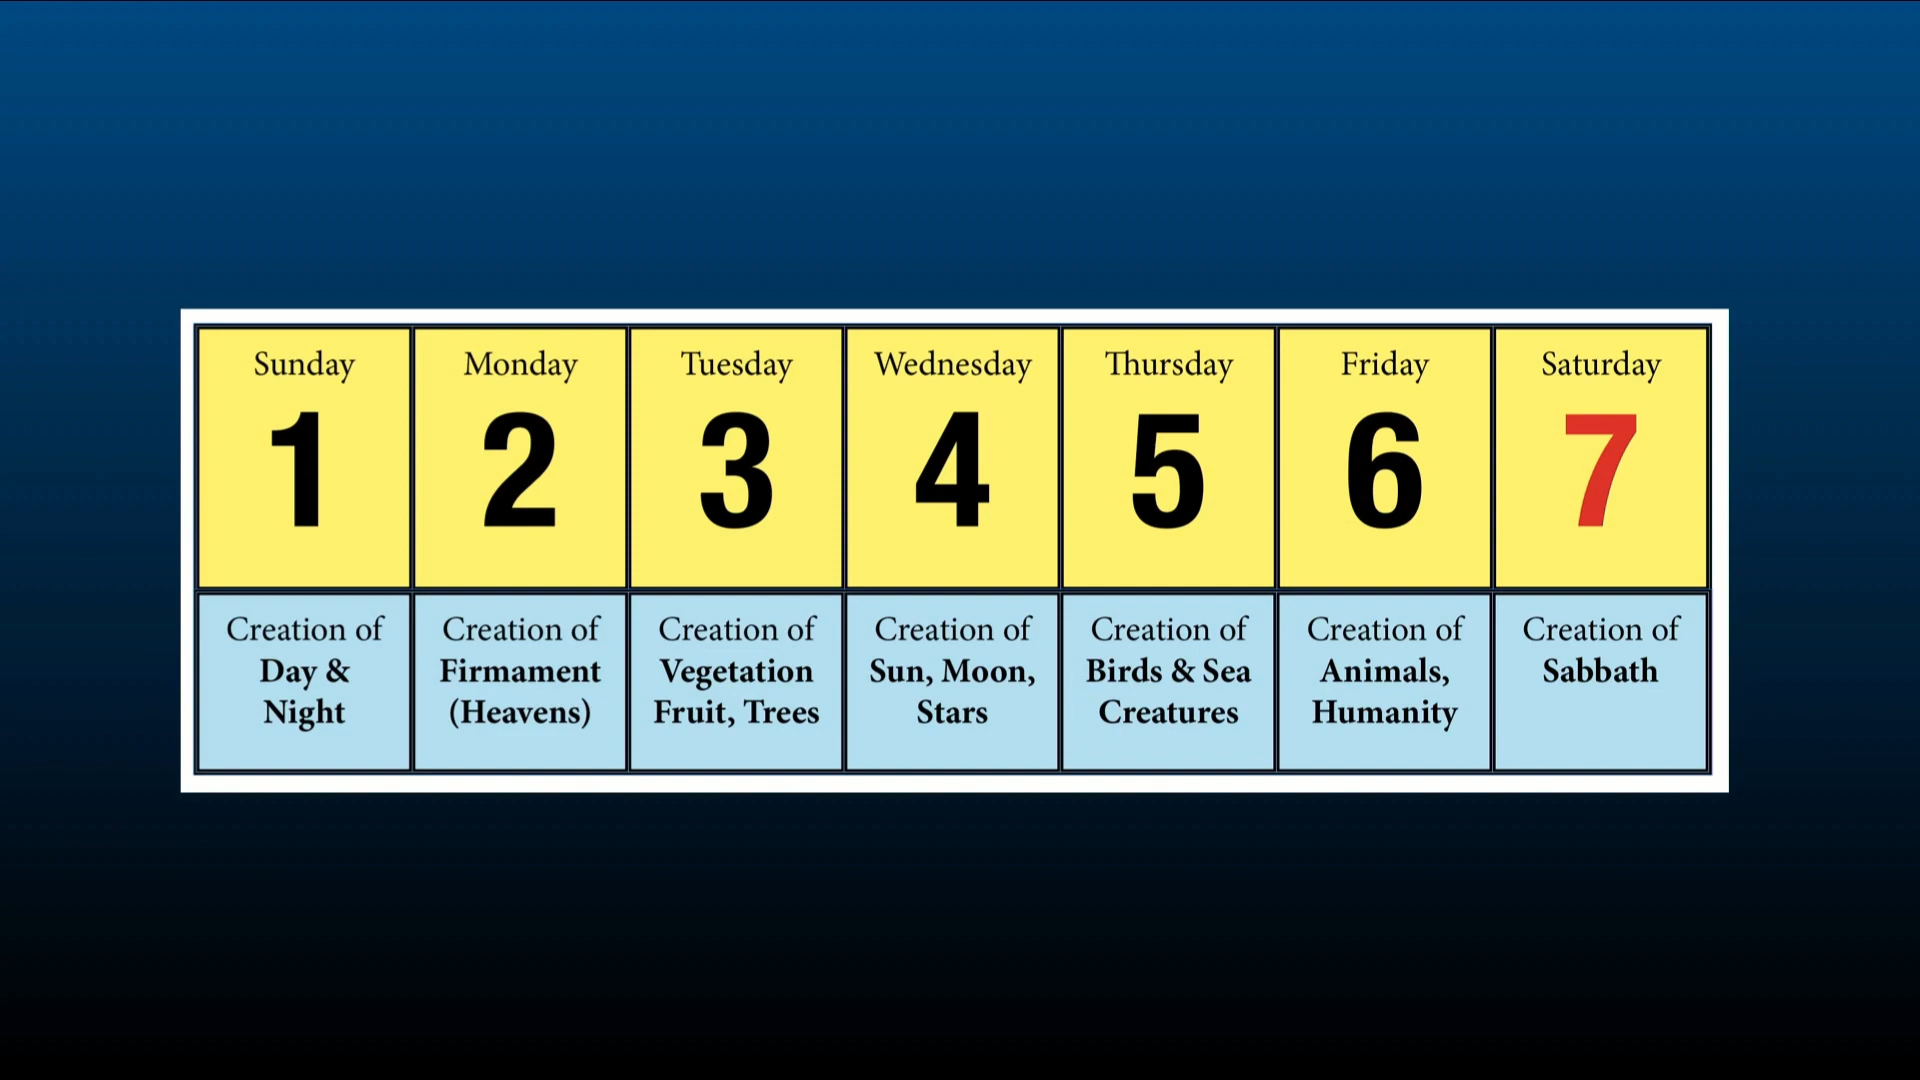 Sunday
1
Creation of
Day &
Night
Monday
2
Creation of
Firmament
(Heavens)
Tuesday
3
Creation of
Vegetation
Fruit, Trees
Wednesday
4
Creation of
Sun, Moon,
Stars
Thursday
5
Creation of
Birds & Sea
Creatures
Friday
6
Creation of
Animals,
Humanity
Saturday
7
Creation of
Sabbath